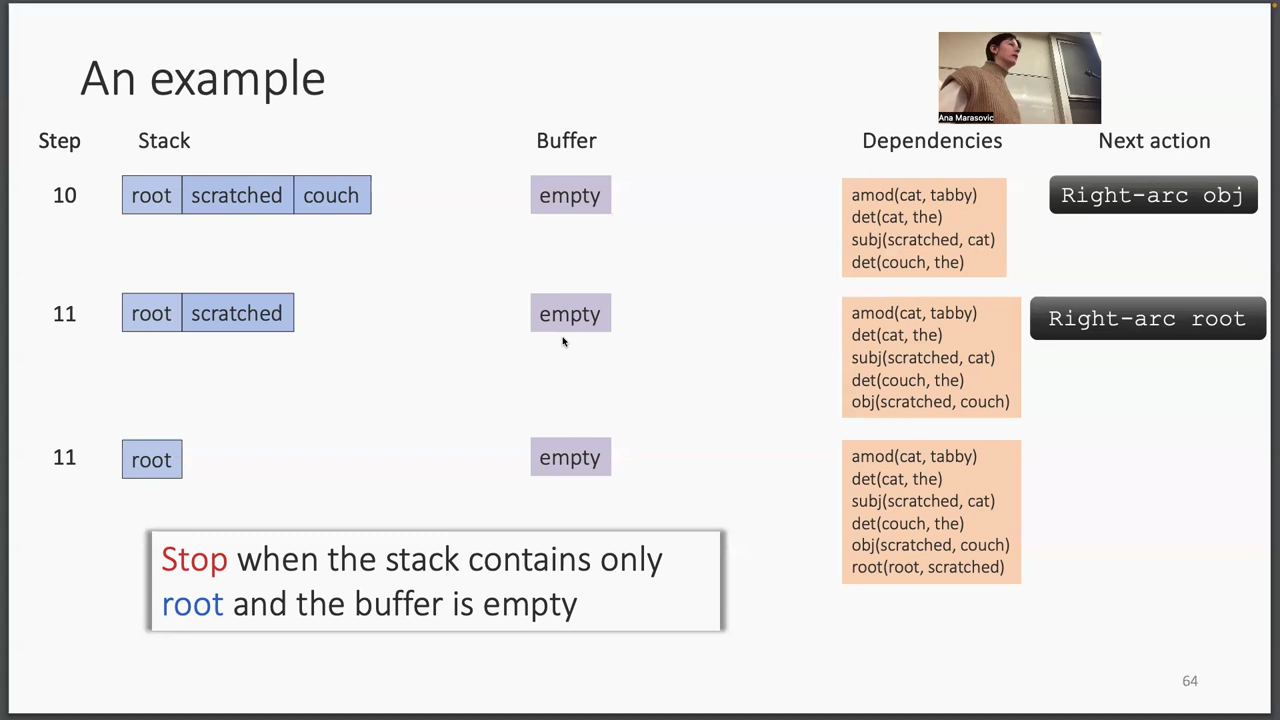 An example
Ana Marasovic
Step Stack Buffer Dependencies Next action
10 root scratched couch empty
amod(cat, tabby)
det(cat, the)
subj(scratched, cat)
det(couch, the)
Right-arc obj
11 root scratched empty
amod(cat, tabby)
det(cat, the)
subj(scratched, cat)
det(couch, the)
obj(scratched, couch)
Right-arc root
11 root empty
amod(cat, tabby)
det(cat, the)
subj(scratched, cat)
det(couch, the)
obj(scratched, couch)
root(root, scratched)
Stop when the stack contains only
root and the buffer is empty
64